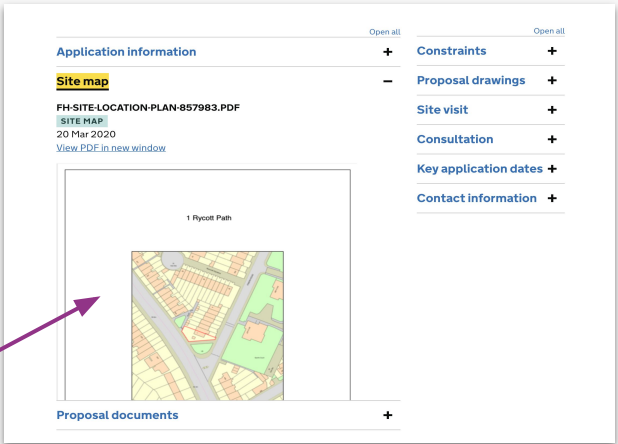 Open all
Application information
Site map
FH-SITE-LOCATION-PLAN-857983.PDF
SITE MAP
20 Mar 2020
View PDF in new window
1 Rycott Path
Proposal documents
Open all
Constraints
Proposal drawings
Site visit
Consultation
Key application dates
Contact information